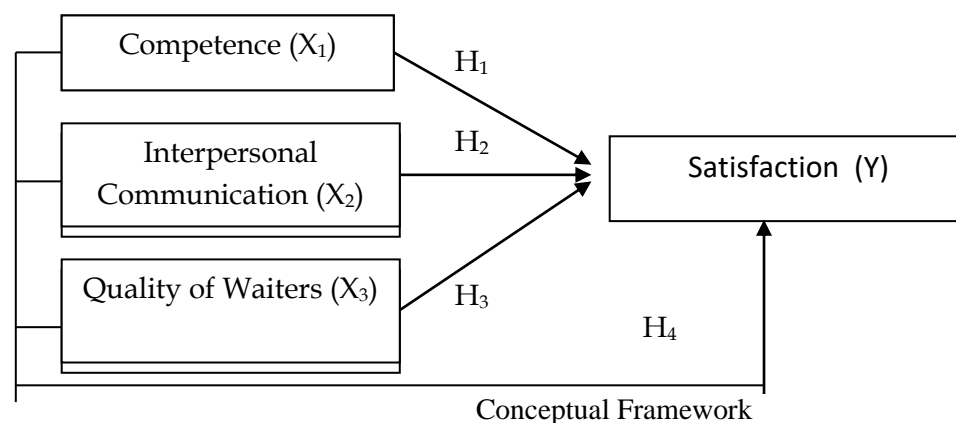 Competence (X₁)
H₁
Interpersonal
Communication (X₂)
H₂
Satisfaction (Y)
Quality of Waiters (X₃)
H₃
H₄
Conceptual Framework